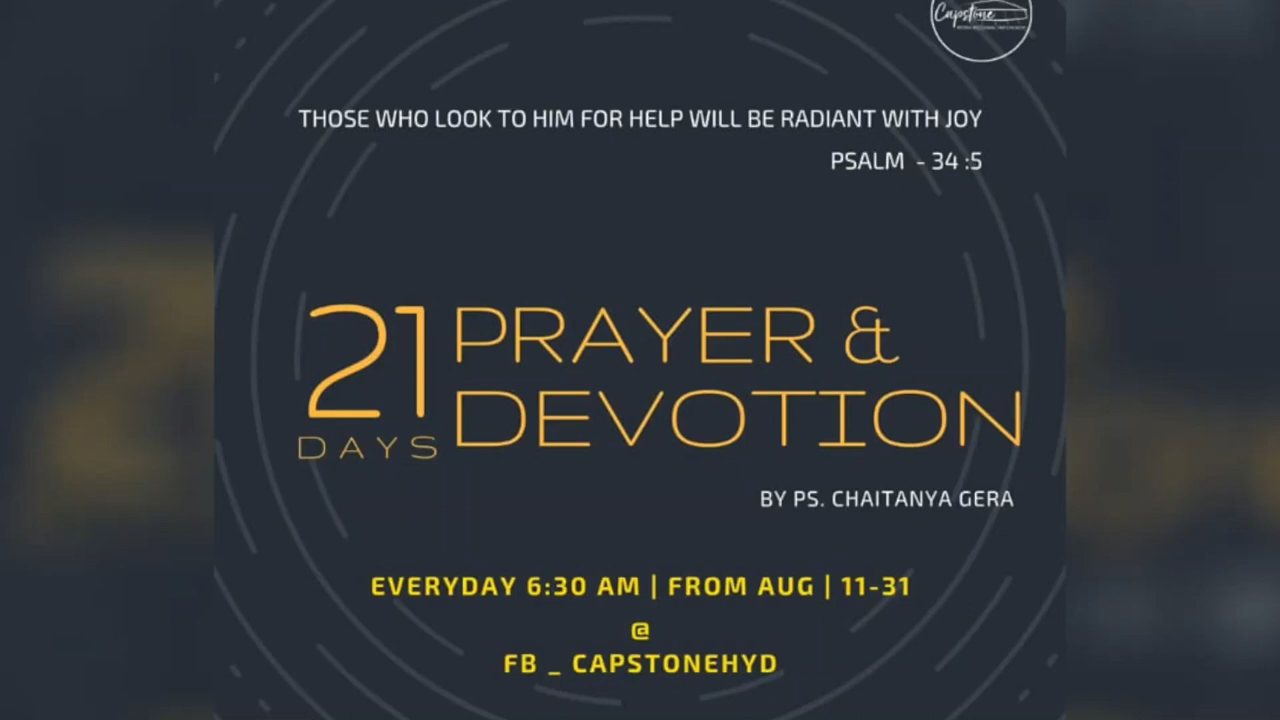 Capstone
THOSE WHO LOOK TO HIM FOR HELP WILL BE RADIANT WITH JOY
PSALM - 34 :5
21 PRAYER &
DAYS DEVOTION
BY PS. CHAITANYA GERA
EVERYDAY 6:30 AM | FROM AUG | 11-31
@
FB _ CAPSTONEHYD